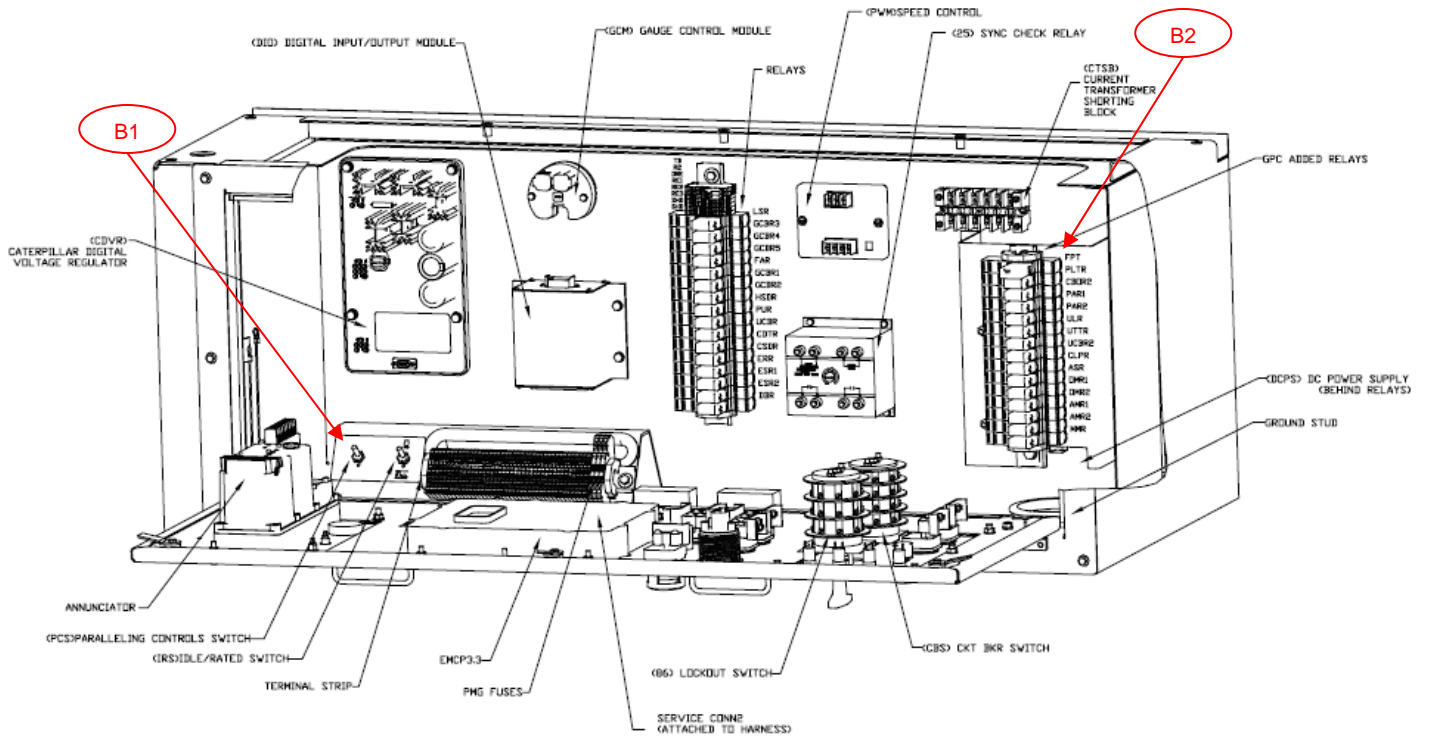 (PWM)SPEED CONTROL
B2
(GCM) GAUGE CONTROL MODULE
(25) SYNC CHECK RELAY
(DIO) DIGITAL INPUT/OUTPUT MODULE
RELAYS
(CTSB)
CURRENT
TRANSFORMER
SHORTING
BLOCK
B1
GPC ADDED RELAYS
LSR
GCBR3
GCBR4
GCBR5
FAR
GCBR1
GCBR2
HSDR
PUR
UCBR
CDTR
CSDR
ERR
ESR1
ESR2
DBR
FPT
PLTR
CBDR2
PAR1
PAR2
ULR
UTTR
UCBR2
CLPR
ASR
DMR1
DMR2
AMR1
AMR2
MMR
(CDVR)
CATERPILLAR DIGITAL
VOLTAGE REGULATOR
(DCPS) DC POWER SUPPLY
(BEHIND RELAYS)
GROUND STUD
ANNUNCIATOR
(PCS)PARALLELING CONTROLS SWITCH
(IRS)IDLE/RATED SWITCH
TERMINAL STRIP
EMCP3.3
PMG FUSES
(86) LOCKOUT SWITCH
(CBS) CKT BKR SWITCH
SERVICE CONN2
(ATTACHED TO HARNESS)